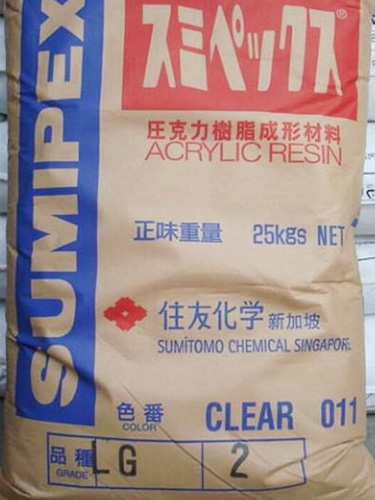 SUMIPEX
スミペックス®
圧克力樹脂成形材料
ACRYLIC RESIN
正味重量 25kgs NET
住友化学 新加坡
SUMITOMO CHEMICAL SINGAPORE
色番 CLEAR 011
COLOR
品種 LG 2
GRADE